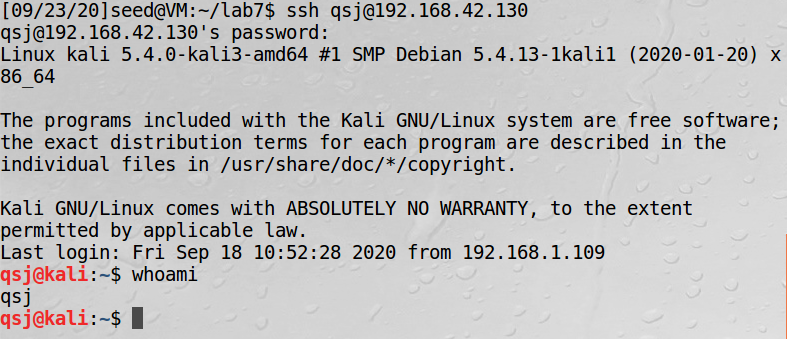 [09/23/20]seed@VM:~/lab7$ ssh qsj@192.168.42.130
qsj@192.168.42.130's password:
Linux kali 5.4.0-kali3-amd64 #1 SMP Debian 5.4.13-1kali1 (2020-01-20) x
86_64

The programs included with the Kali GNU/Linux system are free software;
the exact distribution terms for each program are described in the
individual files in /usr/share/doc/*/copyright.

Kali GNU/Linux comes with ABSOLUTELY NO WARRANTY, to the extent
permitted by applicable law.
Last login: Fri Sep 18 10:52:28 2020 from 192.168.1.109
qsj@kali:~$ whoami
qsj
qsj@kali:~$